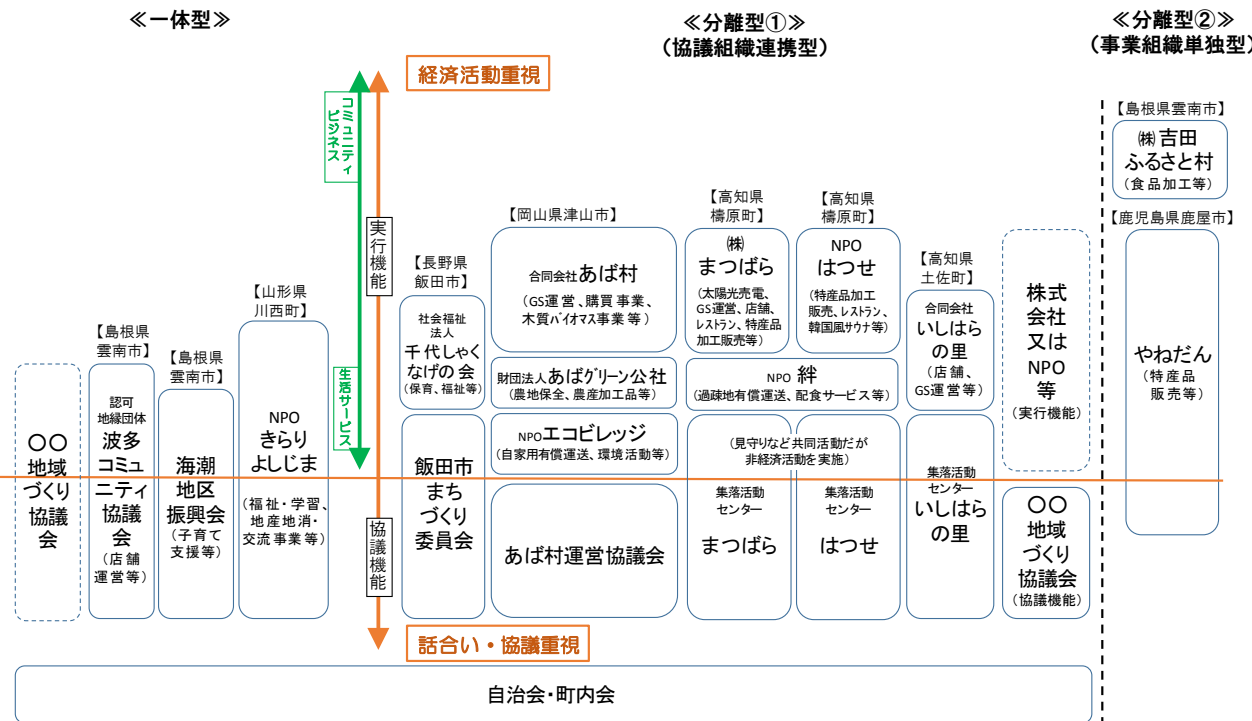 ≪一体型≫
≪分離型①≫
（協議組織連携型）
≪分離型②≫
（事業組織単独型）
経済活動重視
コミュニティ
ビジネス
生活サービス
実行機能
協議機能
話合い・協議重視
〇〇
地域
づくり
協議
会
【島根県
雲南市】
認可
地縁団体
波多
コミュ
ニティ
協議
会
（店舗
運営等）
【島根県
雲南市】
海潮
地区
振興会
（子育て
支援等）
【山形県
川西町】
NPO
きらり
よしじま
（福祉・学習、
地産地消・
交流事業等）
【長野県
飯田市】
社会福祉
法人
千代しゃく
なげの会
（保育、福祉等）
飯田市
まち
づくり
委員会
【岡山県津山市】
合同会社あば村
（GS運営、購買事業、
木質バイオマス事業等）
財団法人あばグリーン公社
（農地保全、農産加工品等）
NPOエコビレッジ
（自家用有償運送、環境活動等）
あば村運営協議会
【高知県
檮原町】
㈱
まつばら
（太陽光売電、
GS運営、店舗、
レストラン、特産品
加工販売等）
【高知県
檮原町】
NPO
はつせ
（特産品加工
販売、レストラン、
韓国風サウナ等）
NPO 絆
（過疎地有償運送、配食サービス等）
（見守りなど共同活動だが
非経済活動を実施）
集落活動
センター
まつばら
集落活動
センター
はつせ
【高知県
土佐町】
合同会社
いしはら
の里
（店舗、
GS運営等）
集落活動
センター
いしはら
の里
株式
会社
又は
NPO
等
（実行機能）
〇〇
地域
づくり
協議会
（協議機能）
【島根県雲南市】
㈱吉田
ふるさと村
（食品加工等）
【鹿児島県鹿屋市】
やねだん
（特産品
販売等）
自治会・町内会